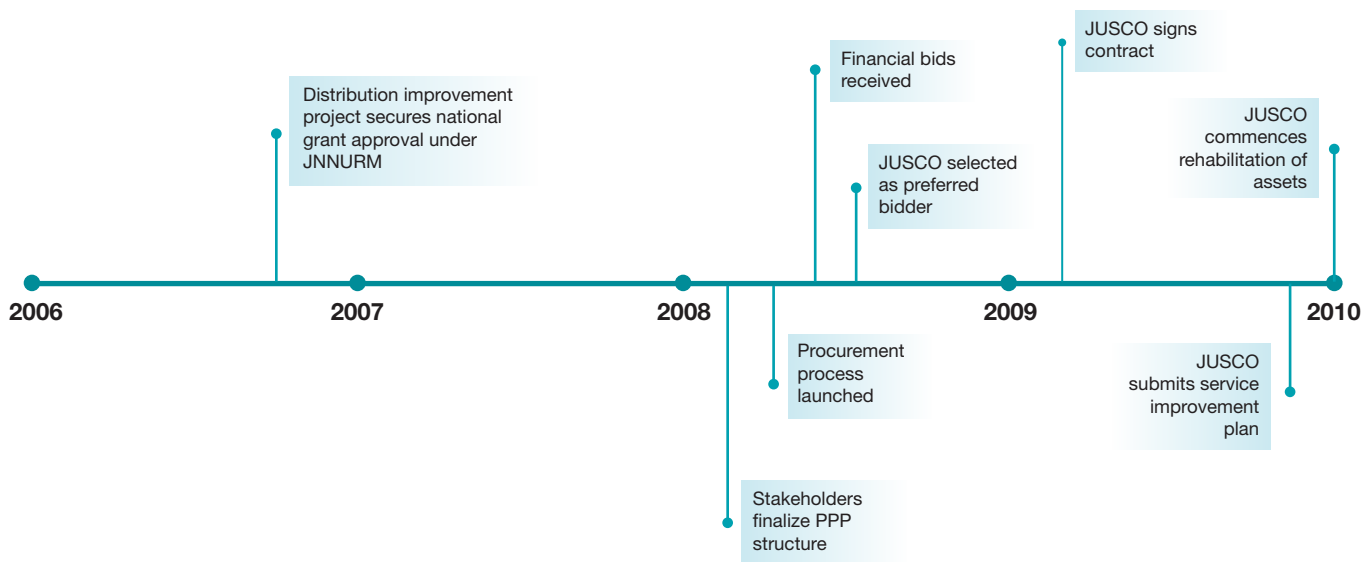 JUSCO signs
contract
Financial bids
received
Distribution improvement
project secures national
grant approval under
JNNURM
JUSCO
commences
rehabilitation of
assets
JUSCO selected
as preferred
bidder
2006
2007
2008
2009
2010
Procurement
process
launched
JUSCO
submits service
improvement
plan
Stakeholders
finalize PPP
structure